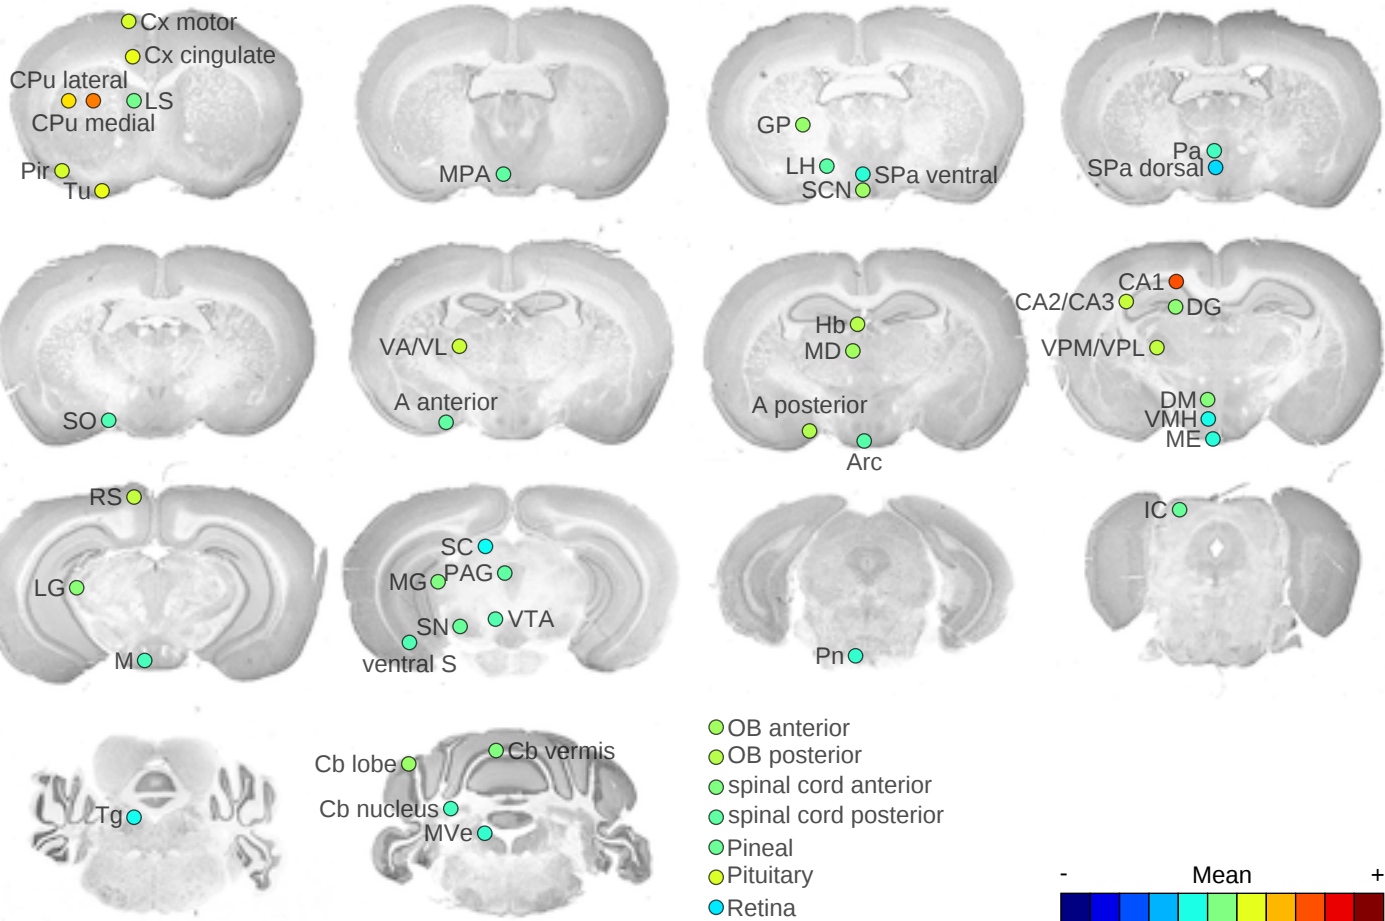 Cx motor
Cx cingulate
CPu lateral
LS
CPu medial
Pir
Tu
MPA
GP
LH
SPa ventral
SCN
Pa
SPa dorsal
SO
VA/VL
A anterior
Hb
MD
A posterior
Arc
CA1
CA2/CA3
DG
VPM/VPL
DM
VMH
ME
RS
LG
M
SC
MG
PAG
SN
VTA
ventral S
Pn
IC
Tg
Cb lobe
Cb vermis
Cb nucleus
MVe
OB anterior
OB posterior
spinal cord anterior
spinal cord posterior
Pineal
Pituitary
Retina
- Mean +